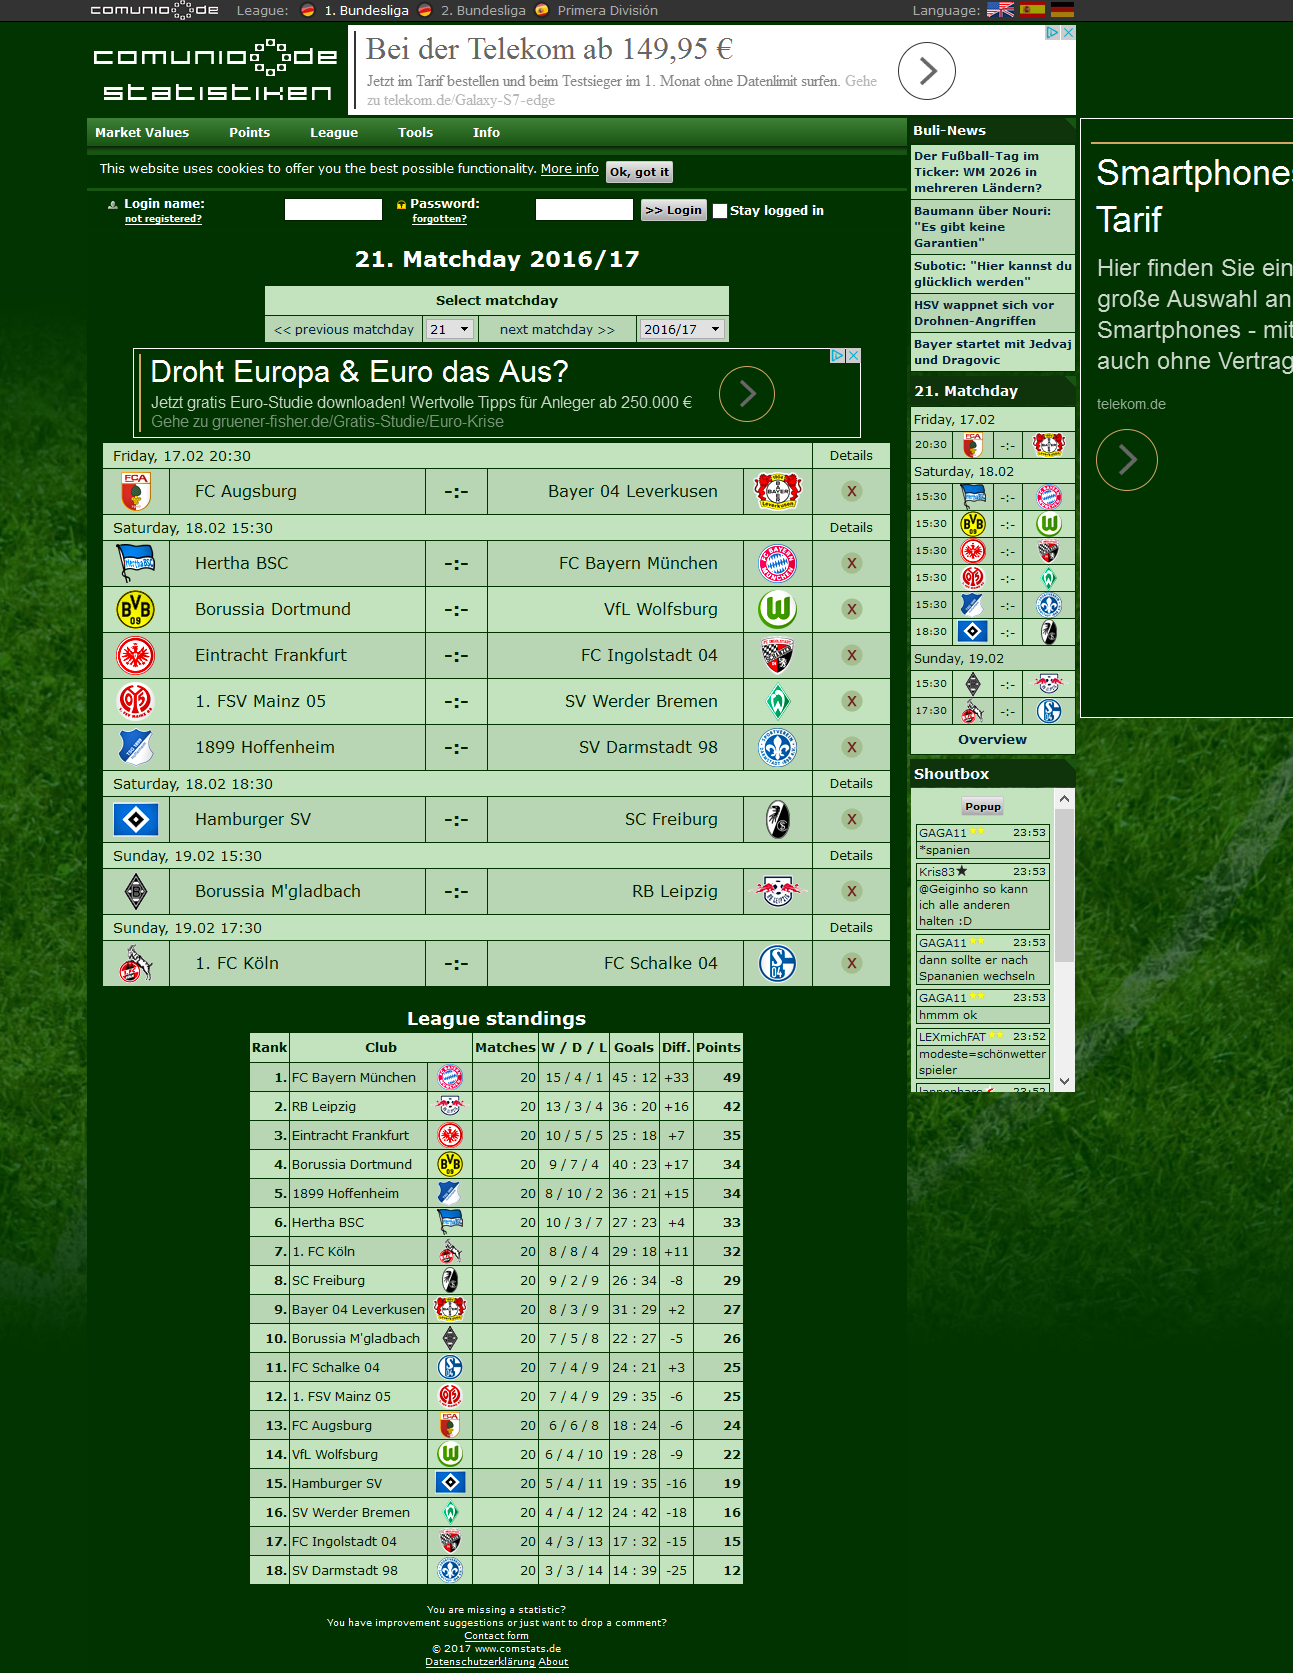 comunio de League: 1. Bundesliga 2. Bundesliga Primera División Language:
comunio de
statistiken
Bei der Telekom ab 149,95 €
Jetzt im Tarif bestellen und beim Testsieger im 1. Monat ohne Datenlimit surfen. Gehe
zu telekom.de/Galaxy-S7-edge
Market Values Points League Tools Info
This website uses cookies to offer you the best possible functionality. More info Ok, got it
Login name: Password: >> Login Stay logged in
not registered? forgotten?
21. Matchday 2016/17
Select matchday
<< previous matchday 21 next matchday >> 2016/17
Droht Europa & Euro das Aus?
Jetzt gratis Euro-Studie downloaden! Wertvolle Tipps für Anleger ab 250.000 €
Gehe zu gruener-fisher.de/Gratis-Studie/Euro-Krise
Friday, 17.02 20:30 Details
FC Augsburg -:- Bayer 04 Leverkusen X
Saturday, 18.02 15:30 Details
Hertha BSC -:- FC Bayern München X
Borussia Dortmund -:- VfL Wolfsburg X
Eintracht Frankfurt -:- FC Ingolstadt 04 X
1. FSV Mainz 05 -:- SV Werder Bremen X
1899 Hoffenheim -:- SV Darmstadt 98 X
Saturday, 18.02 18:30 Details
Hamburger SV -:- SC Freiburg X
Sunday, 19.02 15:30 Details
Borussia M'gladbach -:- RB Leipzig X
Sunday, 19.02 17:30 Details
1. FC Köln -:- FC Schalke 04 X
League standings
Rank Club Matches W / D / L Goals Diff. Points
1. FC Bayern München 20 15 / 4 / 1 45 : 12 +33 49
2. RB Leipzig 20 13 / 3 / 4 36 : 20 +16 42
3. Eintracht Frankfurt 20 10 / 5 / 5 25 : 18 +7 35
4. Borussia Dortmund 20 9 / 7 / 4 40 : 23 +17 34
5. 1899 Hoffenheim 20 8 / 10 / 2 36 : 21 +15 34
6. Hertha BSC 20 10 / 3 / 7 27 : 23 +4 33
7. 1. FC Köln 20 8 / 8 / 4 29 : 18 +11 32
8. SC Freiburg 20 9 / 2 / 9 26 : 34 -8 29
9. Bayer 04 Leverkusen 20 8 / 3 / 9 31 : 29 +2 27
10. Borussia M'gladbach 20 7 / 5 / 8 22 : 27 -5 26
11. FC Schalke 04 20 7 / 4 / 9 24 : 21 +3 25
12. 1. FSV Mainz 05 20 7 / 4 / 9 29 : 35 -6 25
13. FC Augsburg 20 6 / 6 / 8 18 : 24 -6 24
14. VfL Wolfsburg 20 6 / 4 / 10 19 : 28 -9 22
15. Hamburger SV 20 5 / 4 / 11 19 : 35 -16 19
16. SV Werder Bremen 20 4 / 4 / 12 24 : 42 -18 16
17. FC Ingolstadt 04 20 4 / 3 / 13 17 : 32 -15 15
18. SV Darmstadt 98 20 3 / 3 / 14 14 : 39 -25 12
You are missing a statistic?
You have improvement suggestions or just want to drop a comment?
Contact form
© 2017 www.comstats.de
Datenschutzerklärung About
Buli-News
Der Fußball-Tag im
Ticker: WM 2026 in
mehreren Ländern?
Baumann über Nouri:
"Es gibt keine
Garantien"
Subotic: "Hier kannst du
glücklich werden"
HSV wappnet sich vor
Drohnen-Angriffen
Bayer startet mit Jedvaj
und Dragovic
21. Matchday
Friday, 17.02
20:30 -:-
Saturday, 18.02
15:30 -:-
15:30 -:-
15:30 -:-
15:30 -:-
15:30 -:-
18:30 -:-
Sunday, 19.02
15:30 -:-
17:30 -:-
Overview
Shoutbox
Popup
GAGA11 23:53
*spanien
Kris83 23:53
@Geiginho so kann
ich alle anderen
halten :D
GAGA11 23:53
dann sollte er nach
Spananien wechseln
GAGA11 23:53
hmmm ok
LEXmichFAT 23:52
modeste=schönwetter
spieler
Smartphones
Tarif
Hier finden Sie ein
große Auswahl an
Smartphones - mit
auch ohne Vertrag
telekom.de